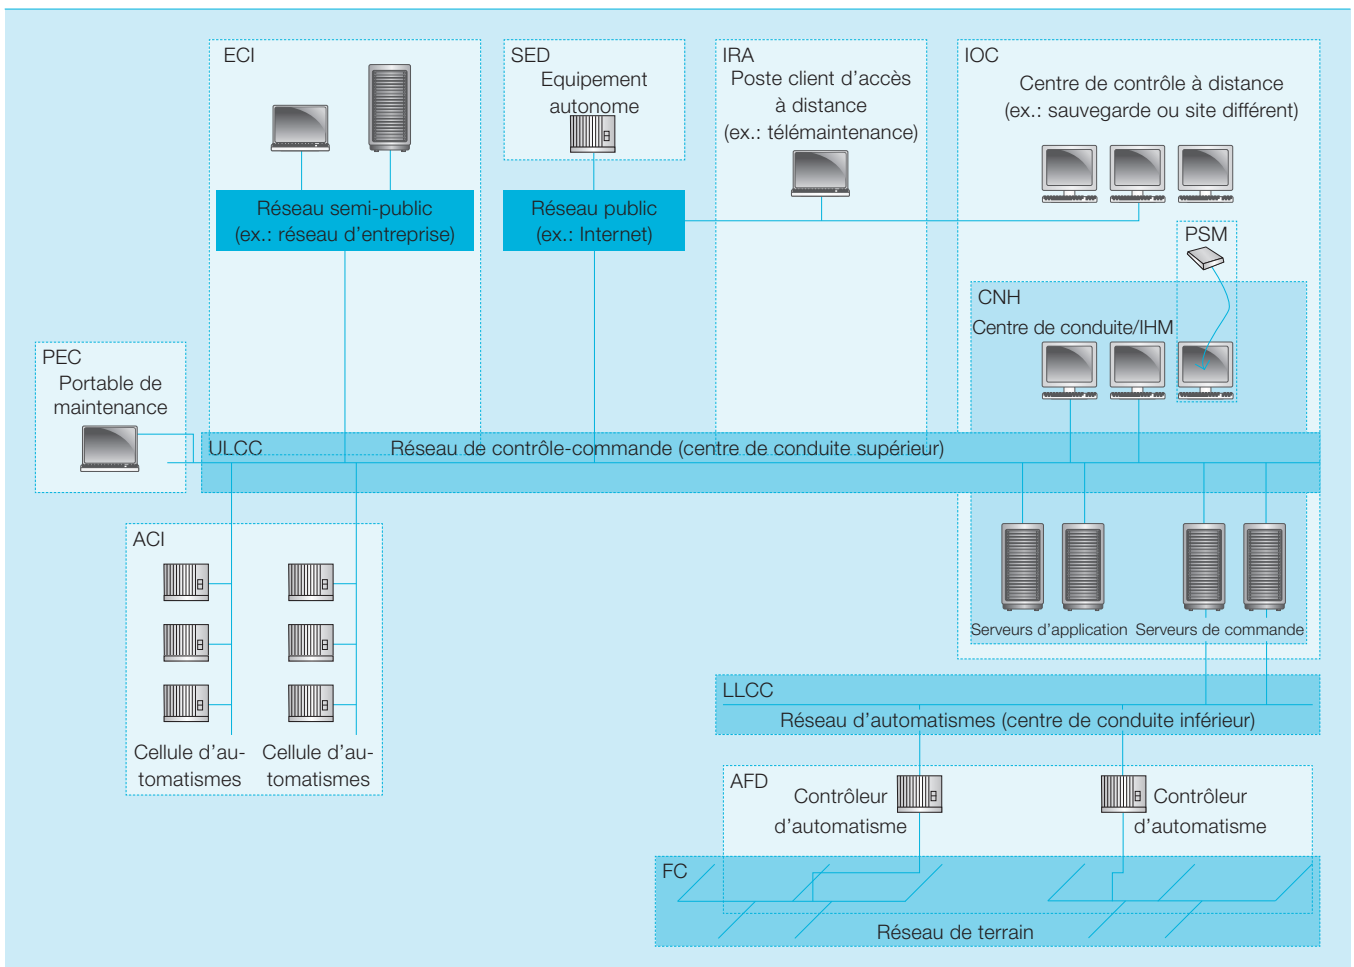 ECI
SED
Equipement
autonome
IRA
Poste client d’accès
à distance
(ex.: télémaintenance)
IOC
Centre de contrôle à distance
(ex.: sauvegarde ou site différent)
Réseau semi-public
(ex.: réseau d’entreprise)
Réseau public
(ex.: Internet)
PSM
CNH
Centre de conduite/IHM
PEC
Portable de
maintenance
ULCC
Réseau de contrôle-commande (centre de conduite supérieur)
ACI
Cellule d’au-
tomatismes
Cellule d’au-
tomatismes
Serveurs d’application
Serveurs de commande
LLCC
Réseau d’automatismes (centre de conduite inférieur)
AFD
Contrôleur
d’automatisme
Contrôleur
d’automatisme
FC
Réseau de terrain